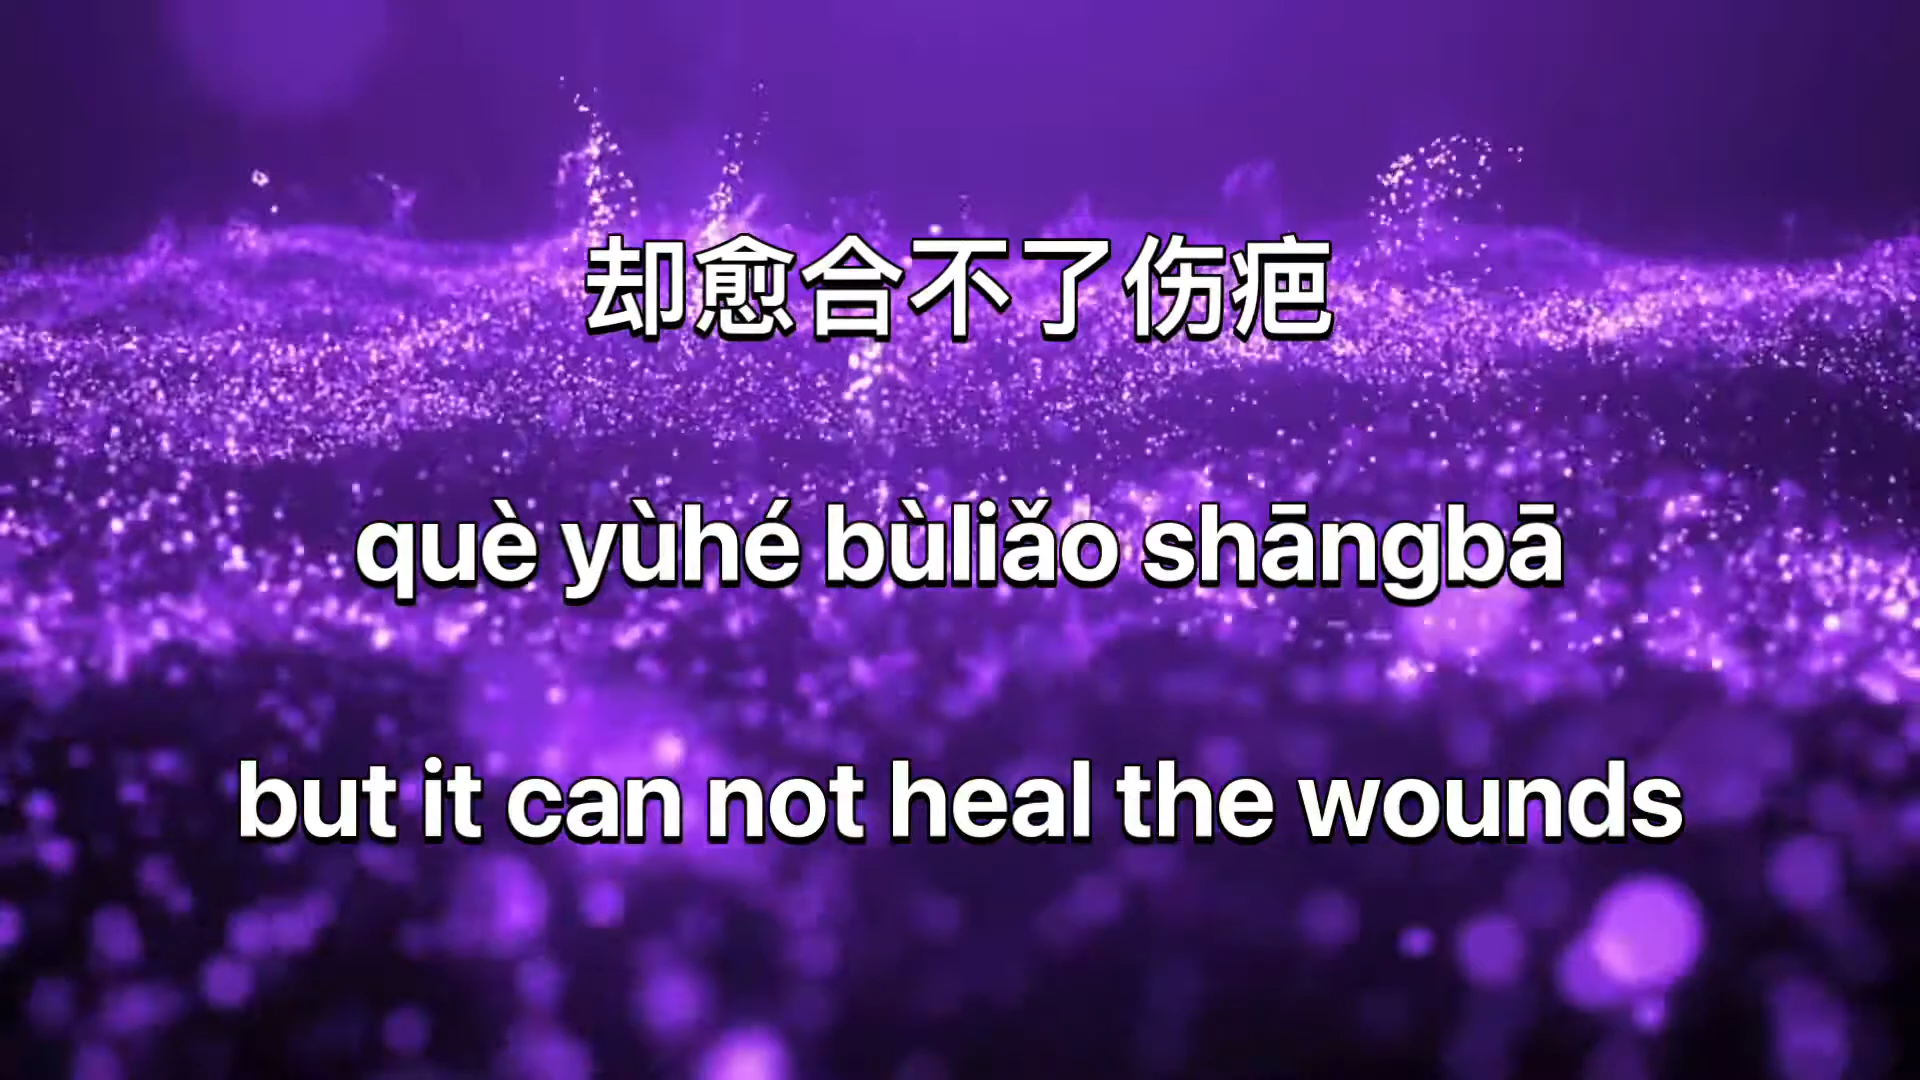 却愈合不了伤疤
què yùhé bùliǎo shāngbā
but it can not heal the wounds